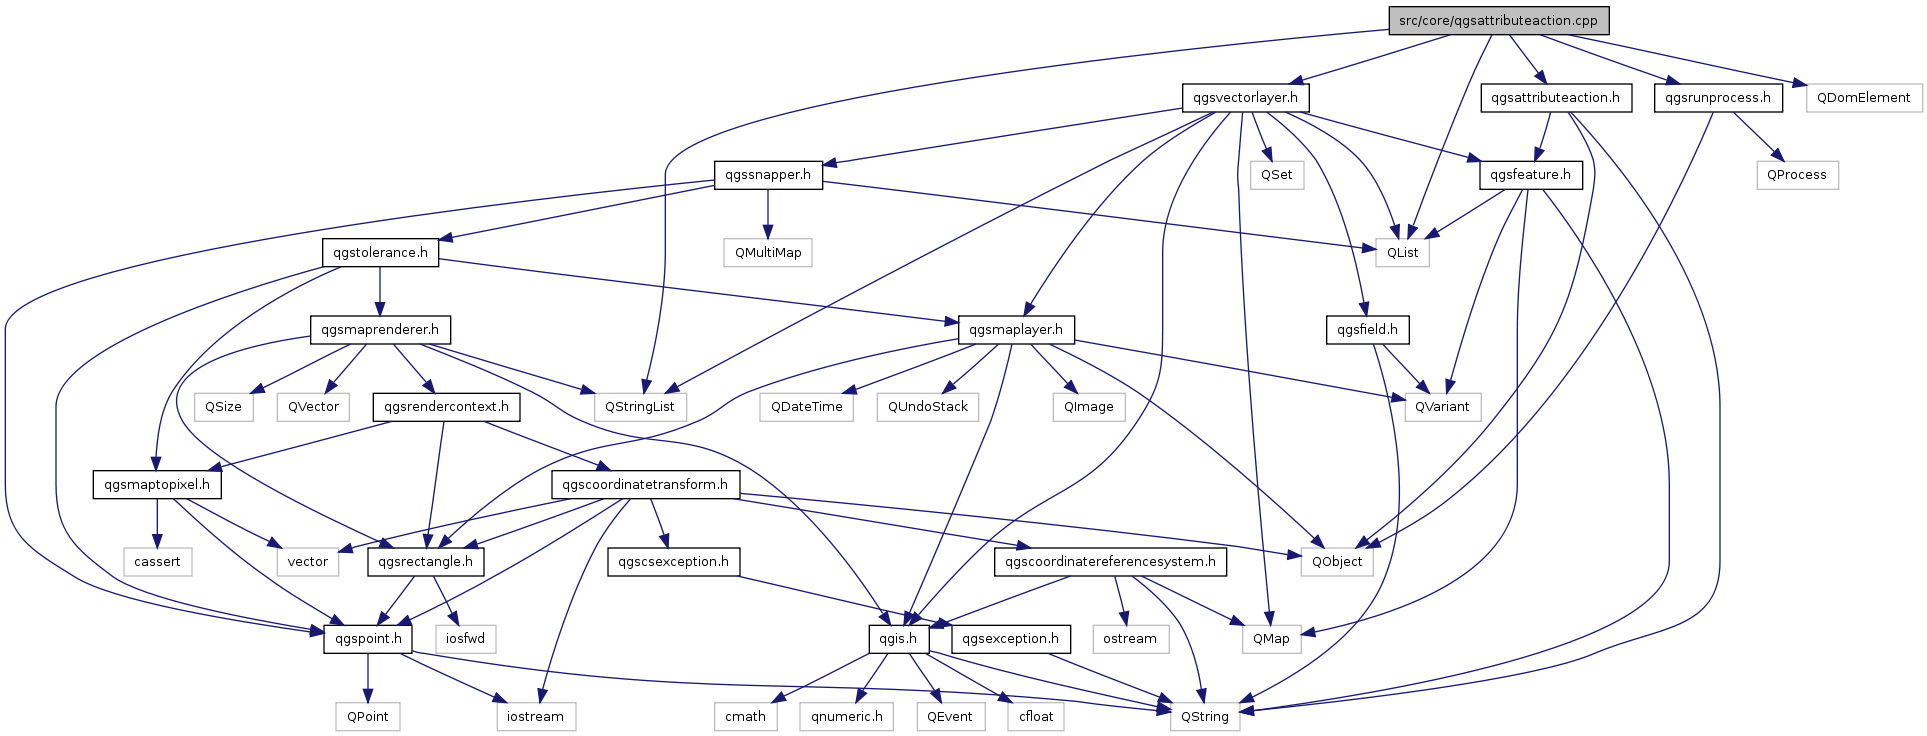 src/core/qgsattributeaction.cpp
qgsvectorlayer.h
qgsattributeaction.h
qgsrunprocess.h
QDomElement
qgssnapper.h
QSet
qgsfeature.h
QProcess
qgstolerance.h
QMultiMap
QList
qgsmaprenderer.h
qgsmaplayer.h
qgsfield.h
QSize
QVector
qgsrendercontext.h
QStringList
QDateTime
QUndoStack
QImage
QVariant
qgsmaptopixel.h
qgscoordinatetransform.h
cassert
vector
qgsrectangle.h
qgscsexception.h
qgscoordinatereferencesystem.h
QObject
qgspoint.h
iosfwd
qgis.h
qgsexception.h
ostream
QMap
QPoint
iostream
cmath
qnumeric.h
QEvent
cfloat
QString